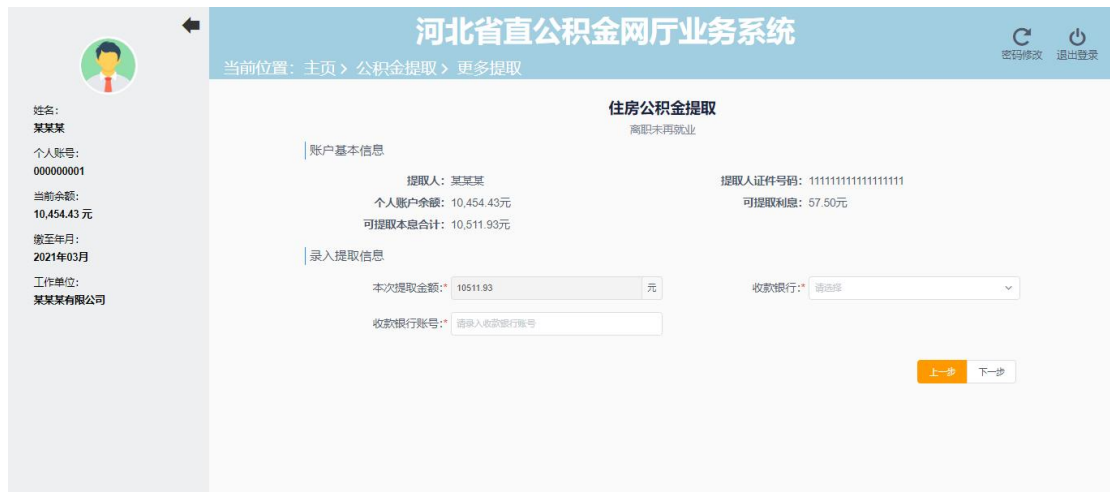 河北省直公积金网厅业务系统
密码修改 退出登录
当前位置：主页 > 公积金提取 > 更多提取
姓名：
某某某
个人账号：
000000001
当前余额：
10,454.43 元
缴至年月：
2021年03月
工作单位：
某某某有限公司
住房公积金提取
离职未再就业
账户基本信息
提取人：某某某 提取人证件号码：111111111111111111
个人账户余额：10,454.43元 可提取利息：57.50元
可提取本息合计：10,511.93元
录入提取信息
本次提取金额:* 10511.93 元 收款银行:* 请选择
收款银行账号:* 请录入收款银行账号
上一步 下一步